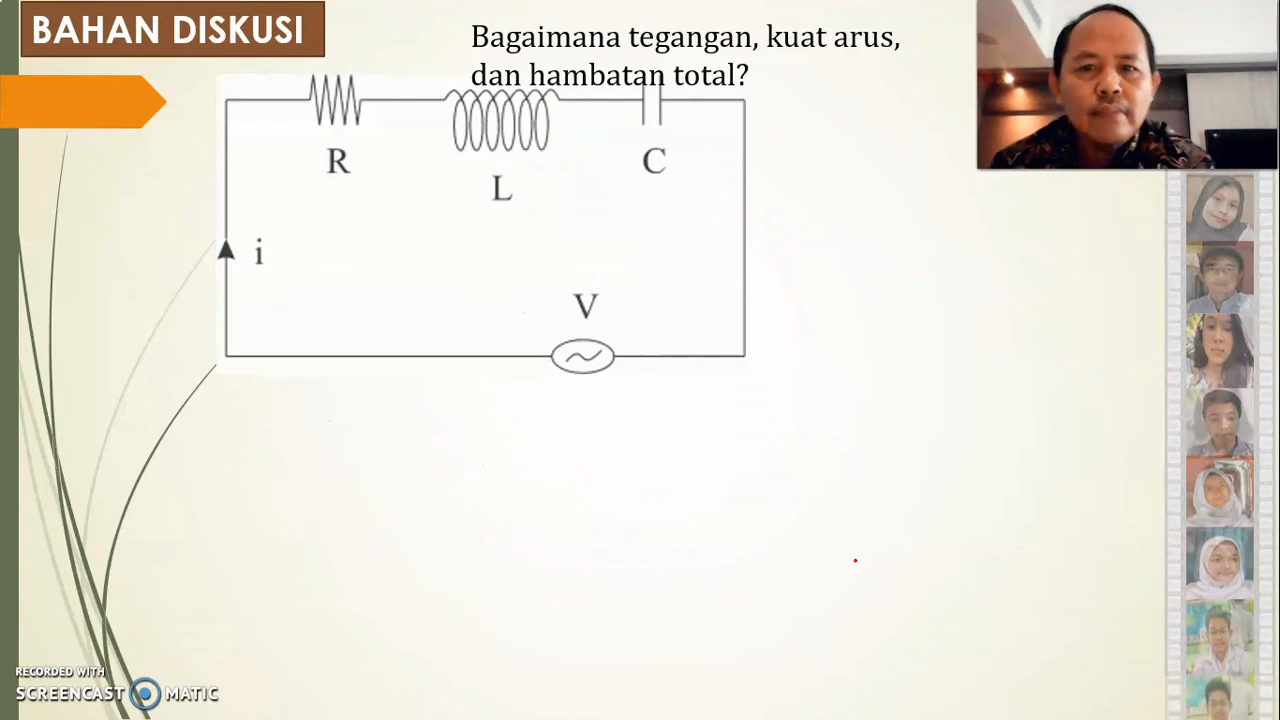 BAHAN DISKUSI
Bagaimana tegangan, kuat arus,
dan hambatan total?
R
L
C
i
V
RECORDED WITH
SCREENCAST MATIC